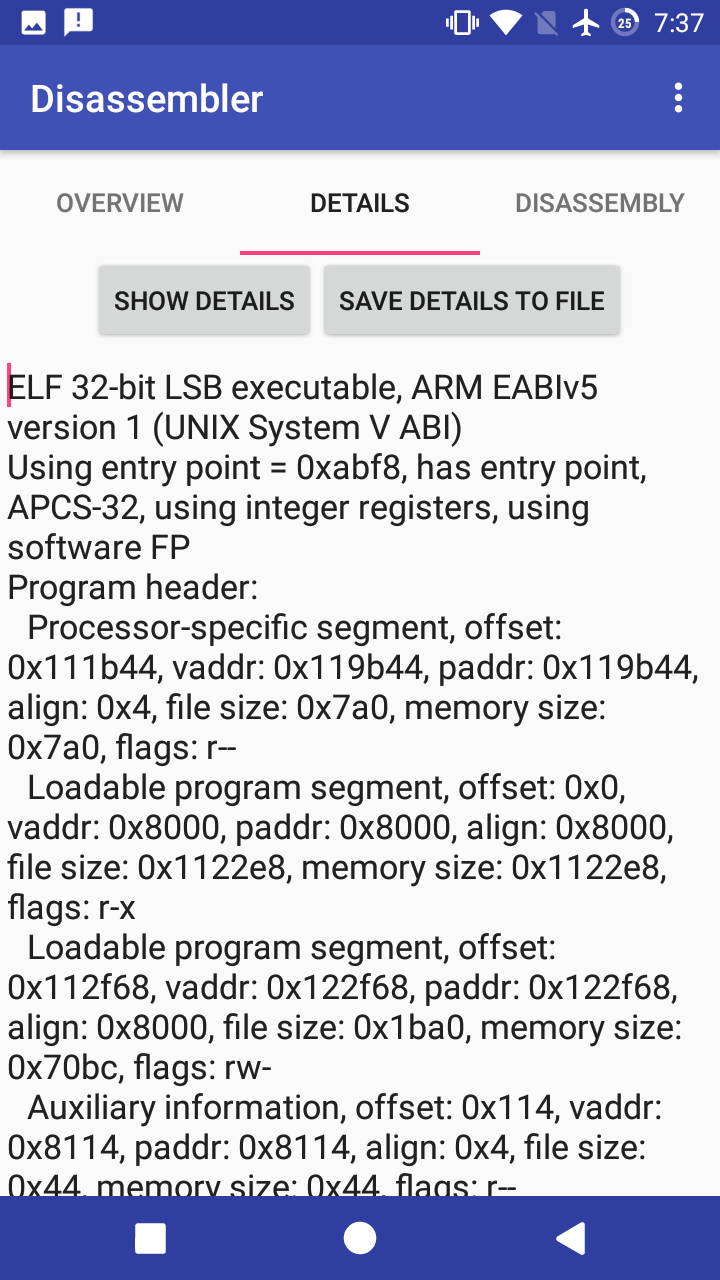 25 7:37
Disassembler
OVERVIEW DETAILS DISASSEMBLY
SHOW DETAILS SAVE DETAILS TO FILE
ELF 32-bit LSB executable, ARM EABIv5
version 1 (UNIX System V ABI)
Using entry point = 0xabf8, has entry point,
APCS-32, using integer registers, using
software FP
Program header:
Processor-specific segment, offset:
0x111b44, vaddr: 0x119b44, paddr: 0x119b44,
align: 0x4, file size: 0x7a0, memory size:
0x7a0, flags: r--
Loadable program segment, offset: 0x0,
vaddr: 0x8000, paddr: 0x8000, align: 0x8000,
file size: 0x1122e8, memory size: 0x1122e8,
flags: r-x
Loadable program segment, offset:
0x112f68, vaddr: 0x122f68, paddr: 0x122f68,
align: 0x8000, file size: 0x1ba0, memory size:
0x70bc, flags: rw-
Auxiliary information, offset: 0x114, vaddr:
0x8114, paddr: 0x8114, align: 0x4, file size:
0x44, memory size: 0x44, flags: r--